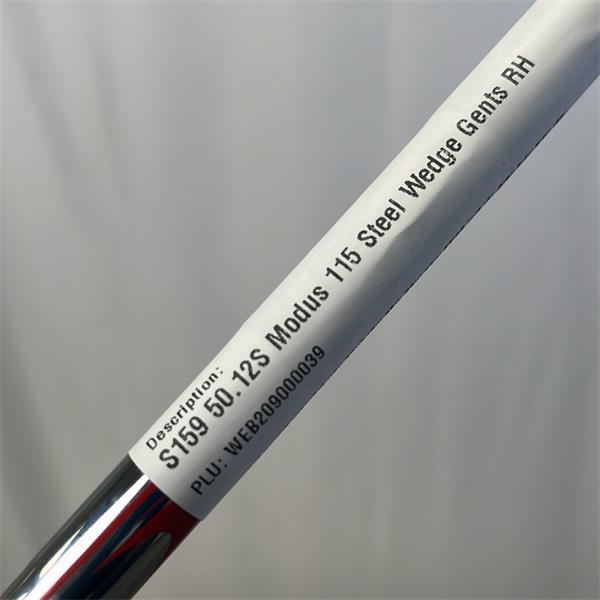 Description:
S159 50.12S Modus 115 Steel Wedge Gents RH
PLU: WEB209000039